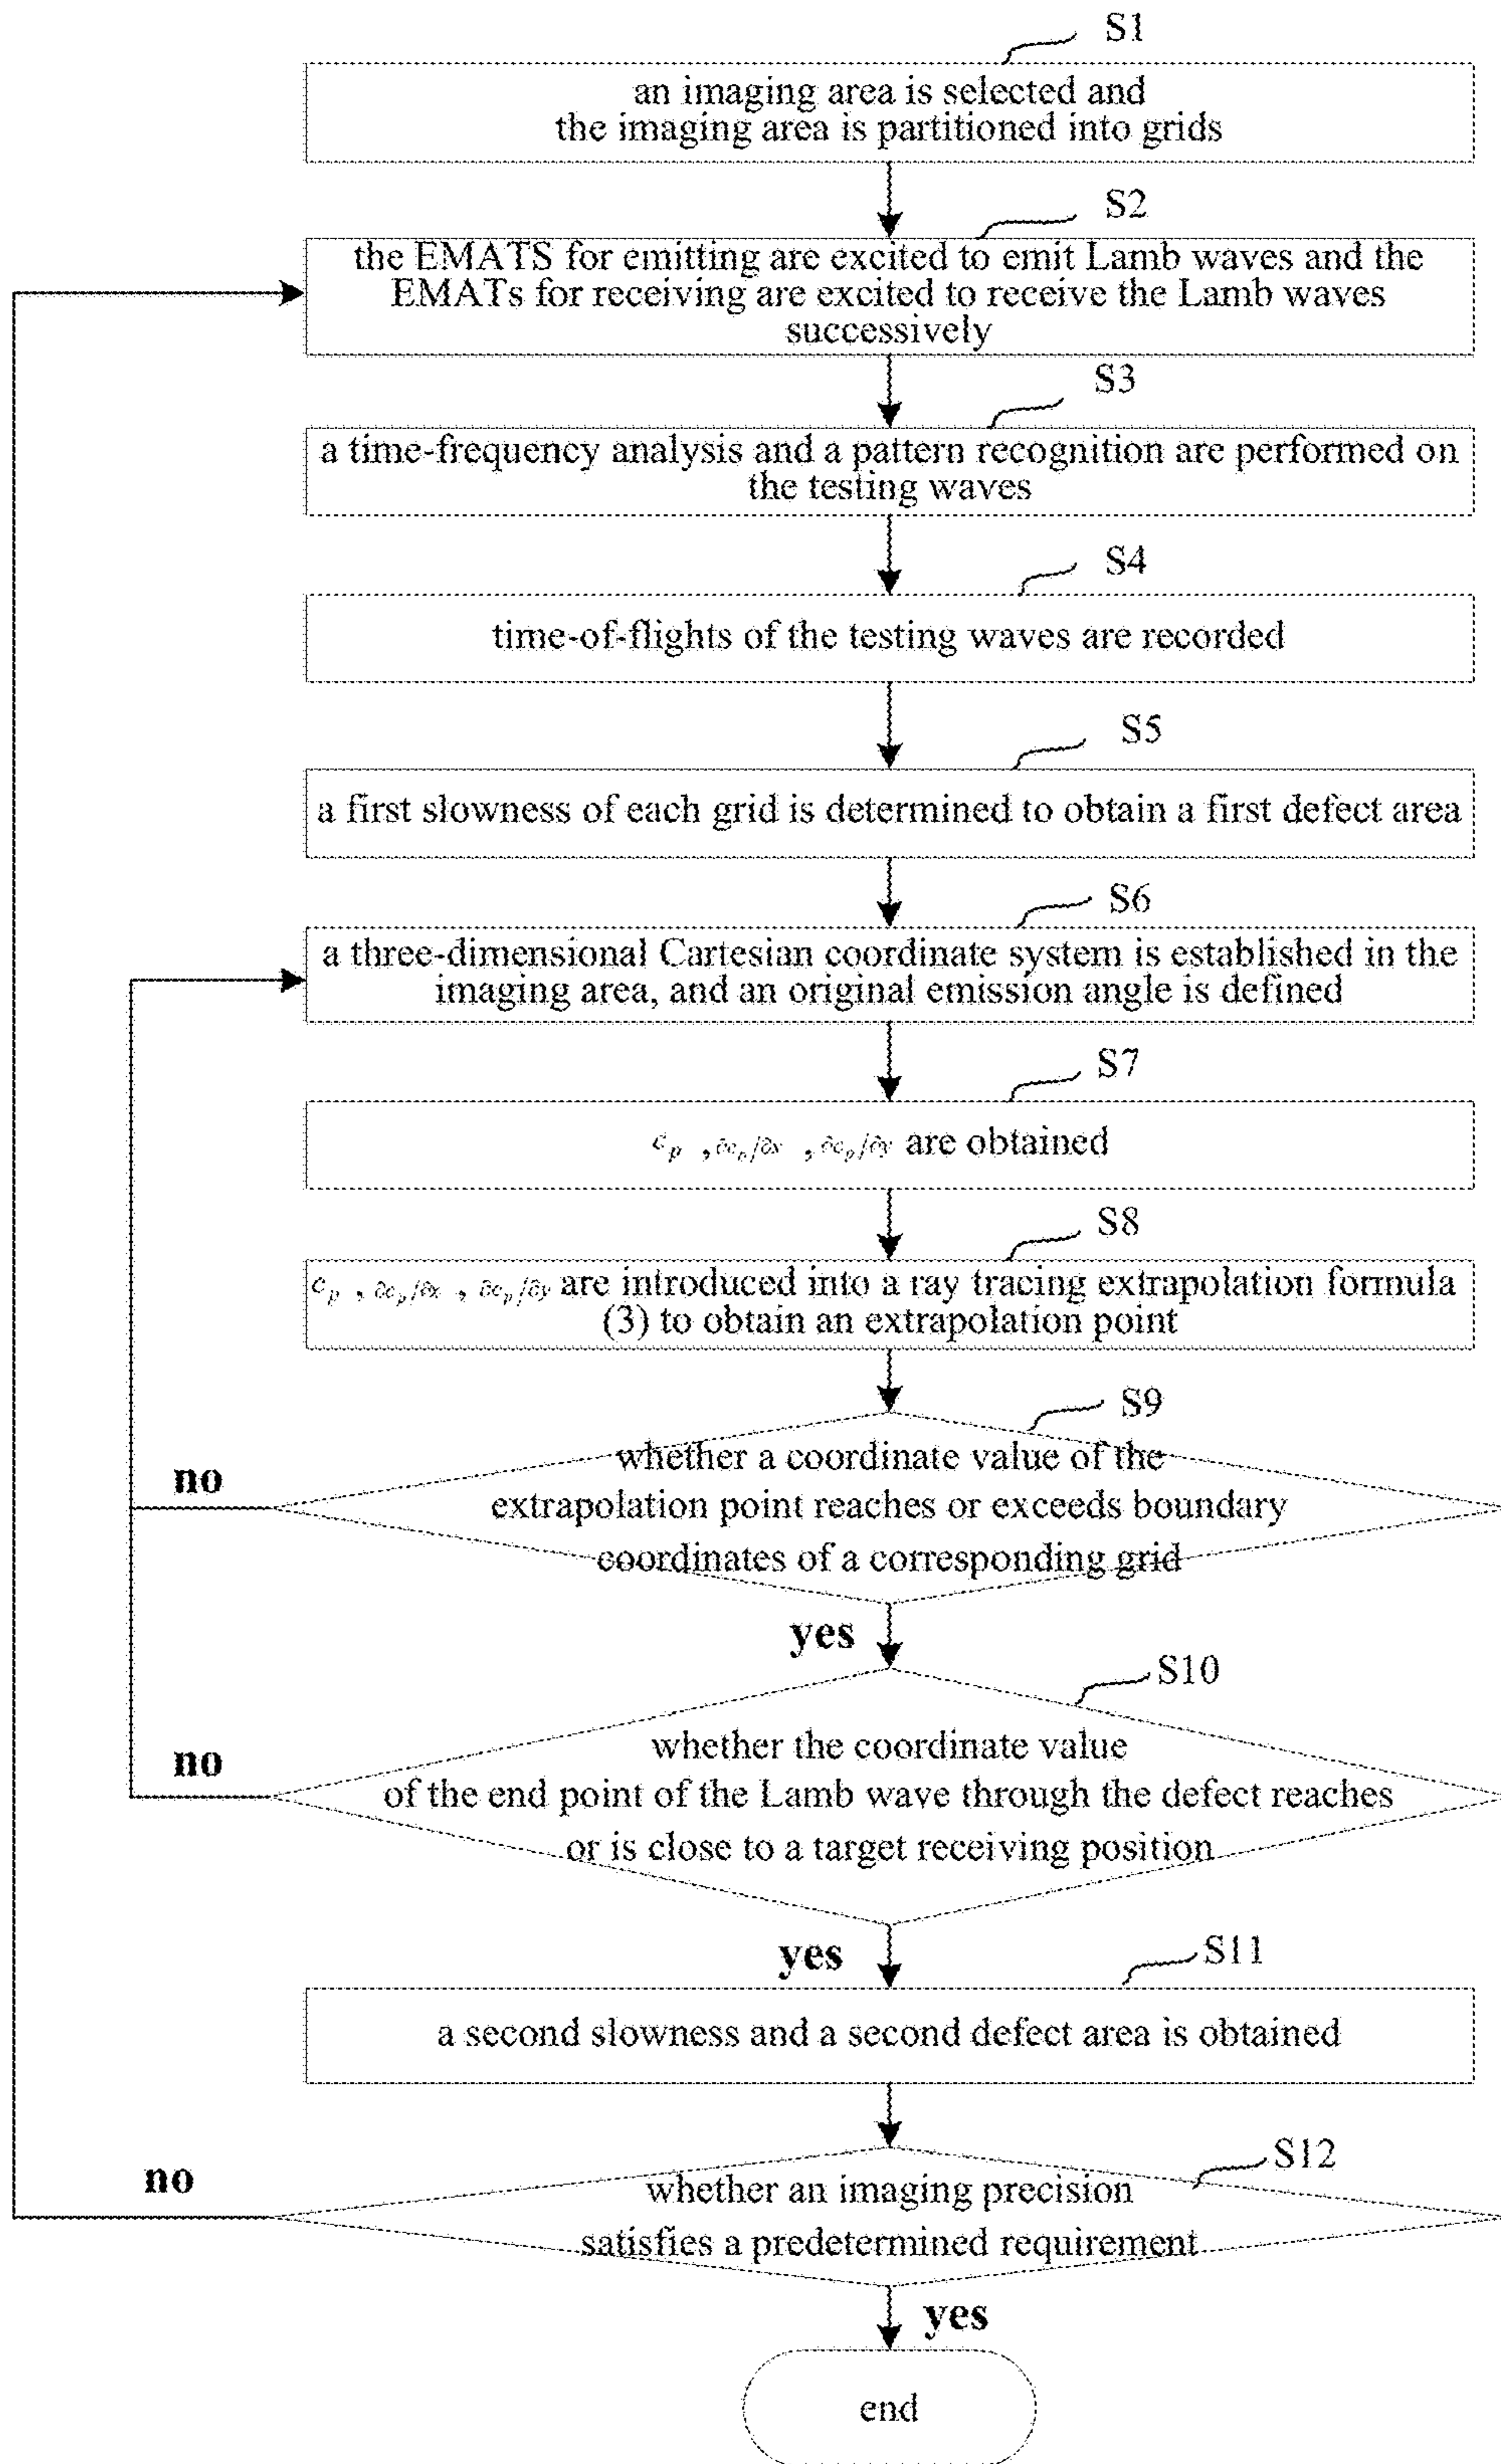 S1
an imaging area is selected and
the imaging area is partitioned into grids
S2
the EMATS for emitting are excited to emit Lamb waves and the
EMATs for receiving are excited to receive the Lamb waves
successively
S3
a time-frequency analysis and a pattern recognition are performed on
the testing waves
S4
time-of-flights of the testing waves are recorded
S5
a first slowness of each grid is determined to obtain a first defect area
S6
a three-dimensional Cartesian coordinate system is established in the
imaging area, and an original emission angle is defined
S7
c_p , ∂c_p/∂x , ∂c_p/∂y are obtained
S8
c_p , ∂c_p/∂x , ∂c_p/∂y are introduced into a ray tracing extrapolation formula
(3) to obtain an extrapolation point
S9
whether a coordinate value of the
extrapolation point reaches or exceeds boundary
coordinates of a corresponding grid
no
yes
S10
whether the coordinate value
of the end point of the Lamb wave through the defect reaches
or is close to a target receiving position
no
yes
S11
a second slowness and a second defect area is obtained
S12
whether an imaging precision
satisfies a predetermined requirement
no
yes
end